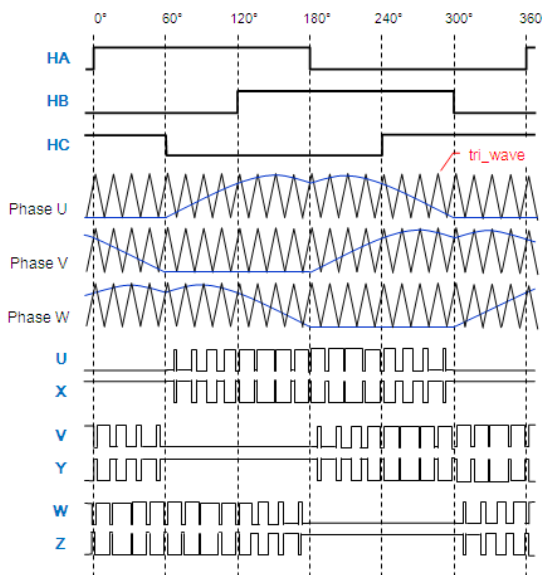 0° 60° 120° 180° 240° 300° 360
HA
HB
HC
tri_wave
Phase U
Phase V
Phase W
U
X
V
Y
W
Z